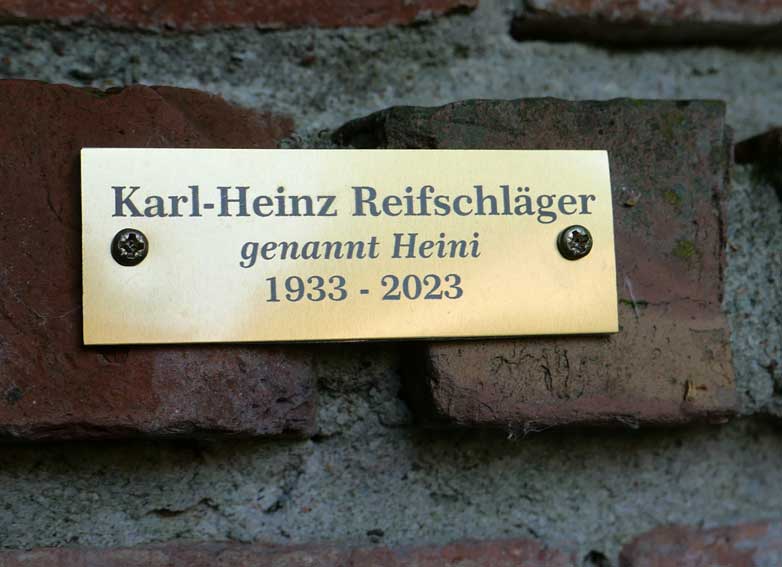 Karl-Heinz Reifschläger
genannt Heini
1933 - 2023